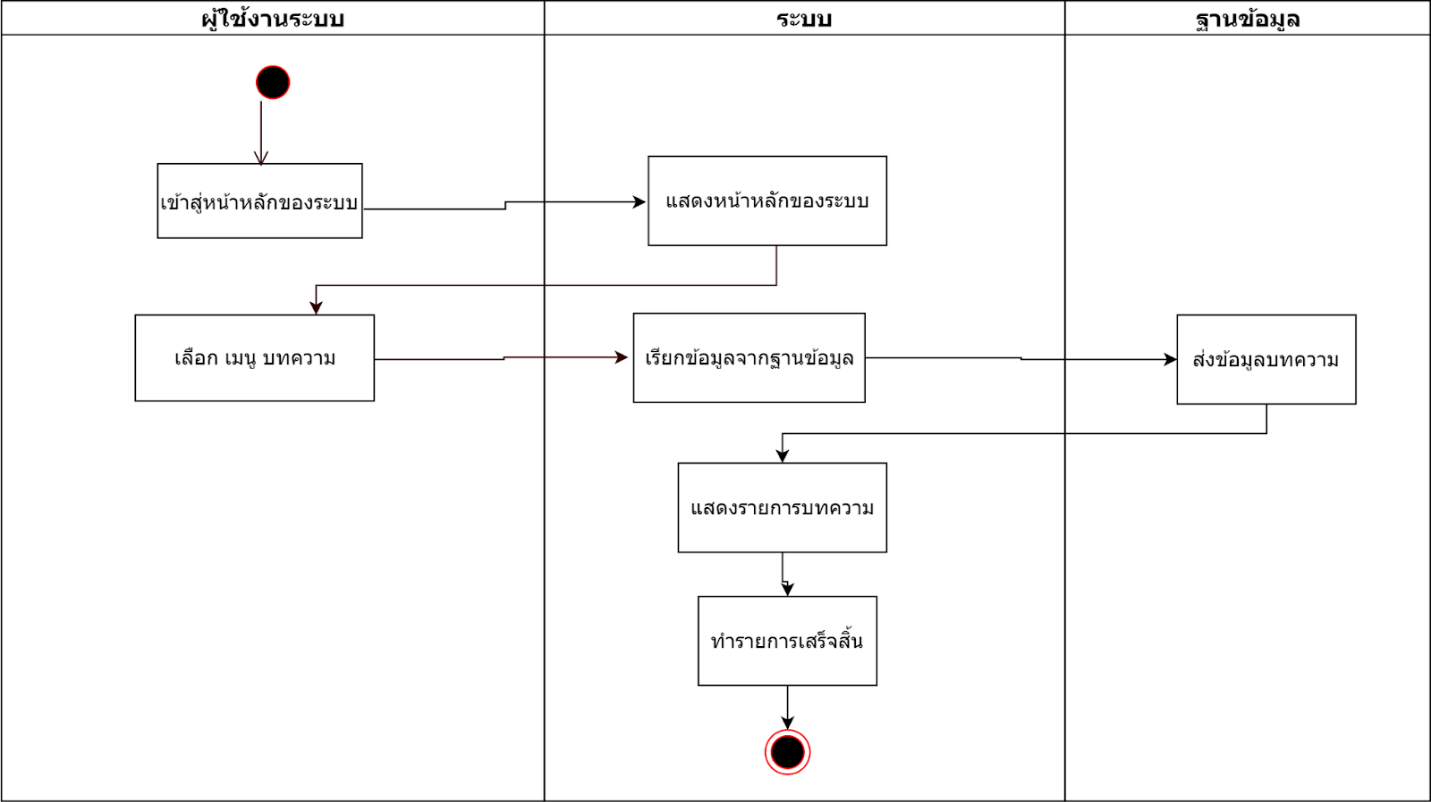 ผู้ใช้งานระบบ
ระบบ
ฐานข้อมูล
เข้าสู่หน้าหลักของระบบ
แสดงหน้าหลักของระบบ
เลือก เมนู บทความ
เรียกข้อมูลจากฐานข้อมูล
ส่งข้อมูลบทความ
แสดงรายการบทความ
ทำรายการเสร็จสิ้น